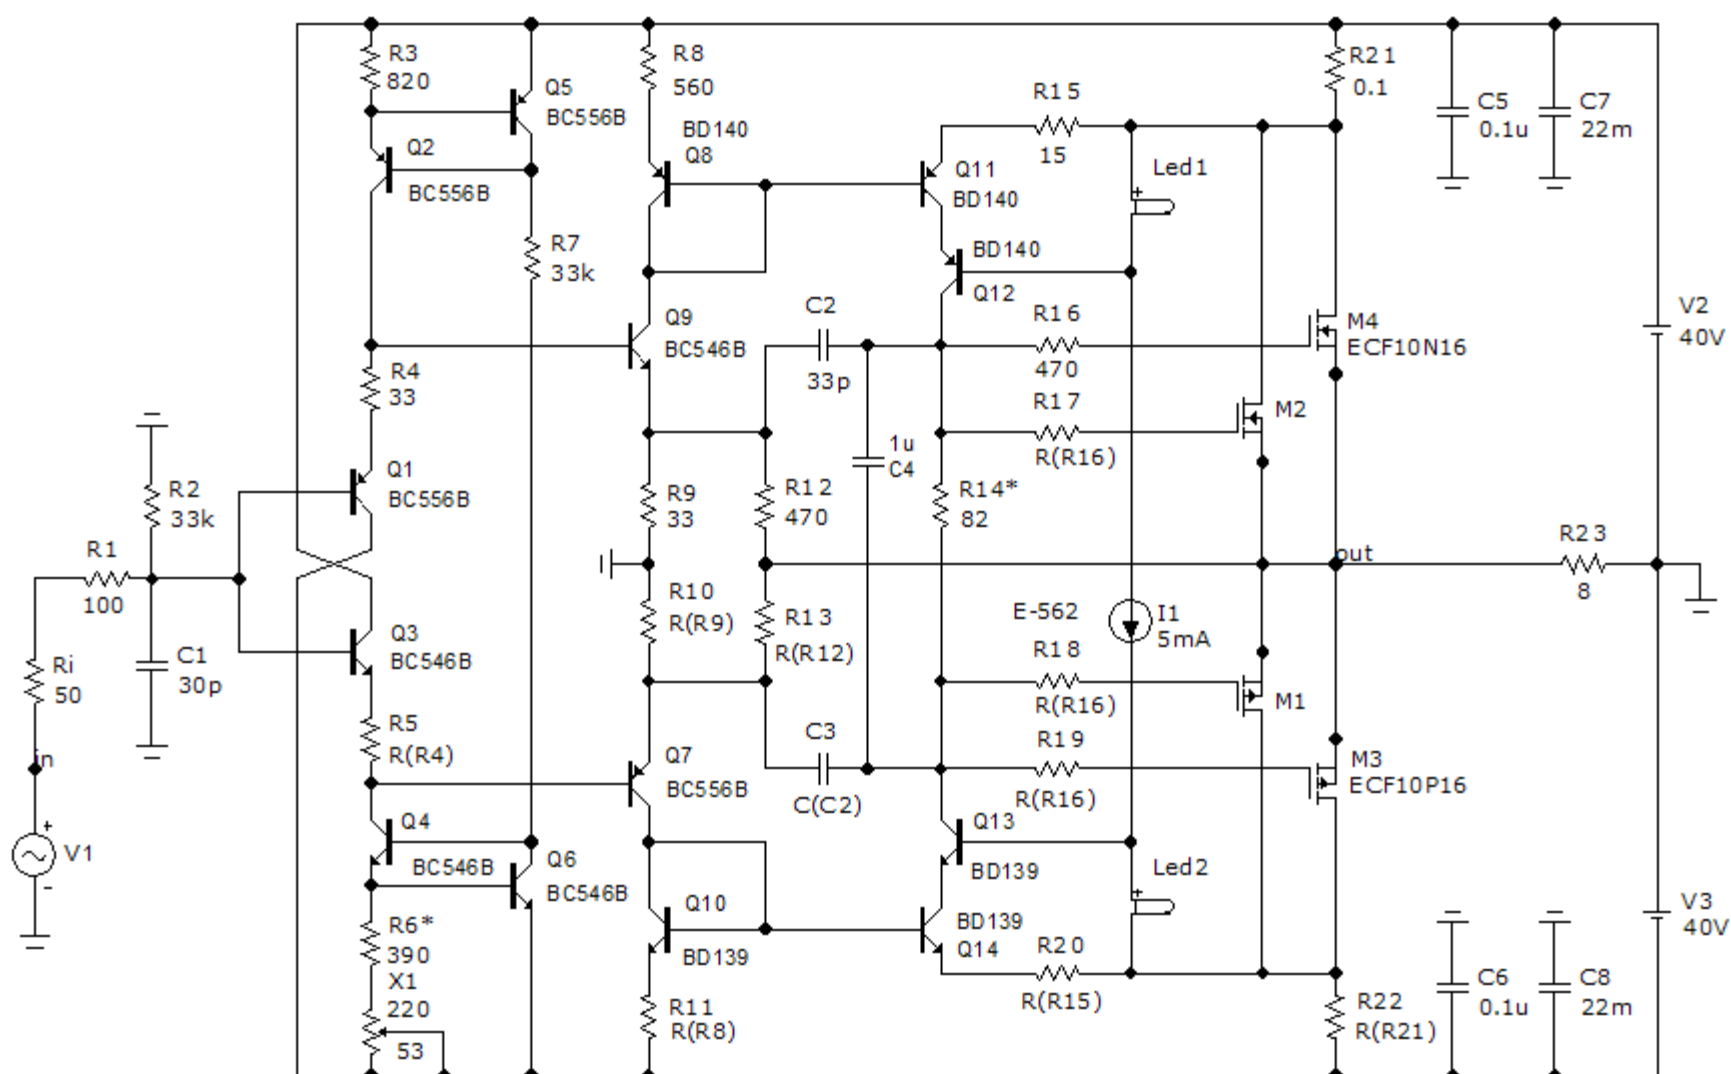 R3
820
Q5
BC556B
Q2
BC556B
R7
33k
R8
560
BD140
Q8
R15
15
Q11
BD140
Led1
BD140
Q12
R21
0.1
C5
0.1u
C7
22m
R4
33
Q9
BC546B
C2
33p
R16
470
M4
ECF10N16
V2
40V
R17
R(R16)
M2
1u
C4
Q1
BC556B
R2
33k
R1
100
R9
33
R12
470
R14*
82
R23
8
out
R10
R(R9)
R13
R(R12)
E-562
I1
5mA
Q3
BC546B
C1
30p
Ri
50
in
V1
+
-
R5
R(R4)
R18
R(R16)
M1
C3
C(C2)
R19
R(R16)
M3
ECF10P16
Q7
BC556B
Q4
BC546B
Q6
BC546B
Q13
BD139
Led2
R6*
390
X1
220
53
Q10
BD139
BD139
Q14
R20
R(R15)
R11
R(R8)
R22
R(R21)
C6
0.1u
C8
22m
V3
40V
+
+